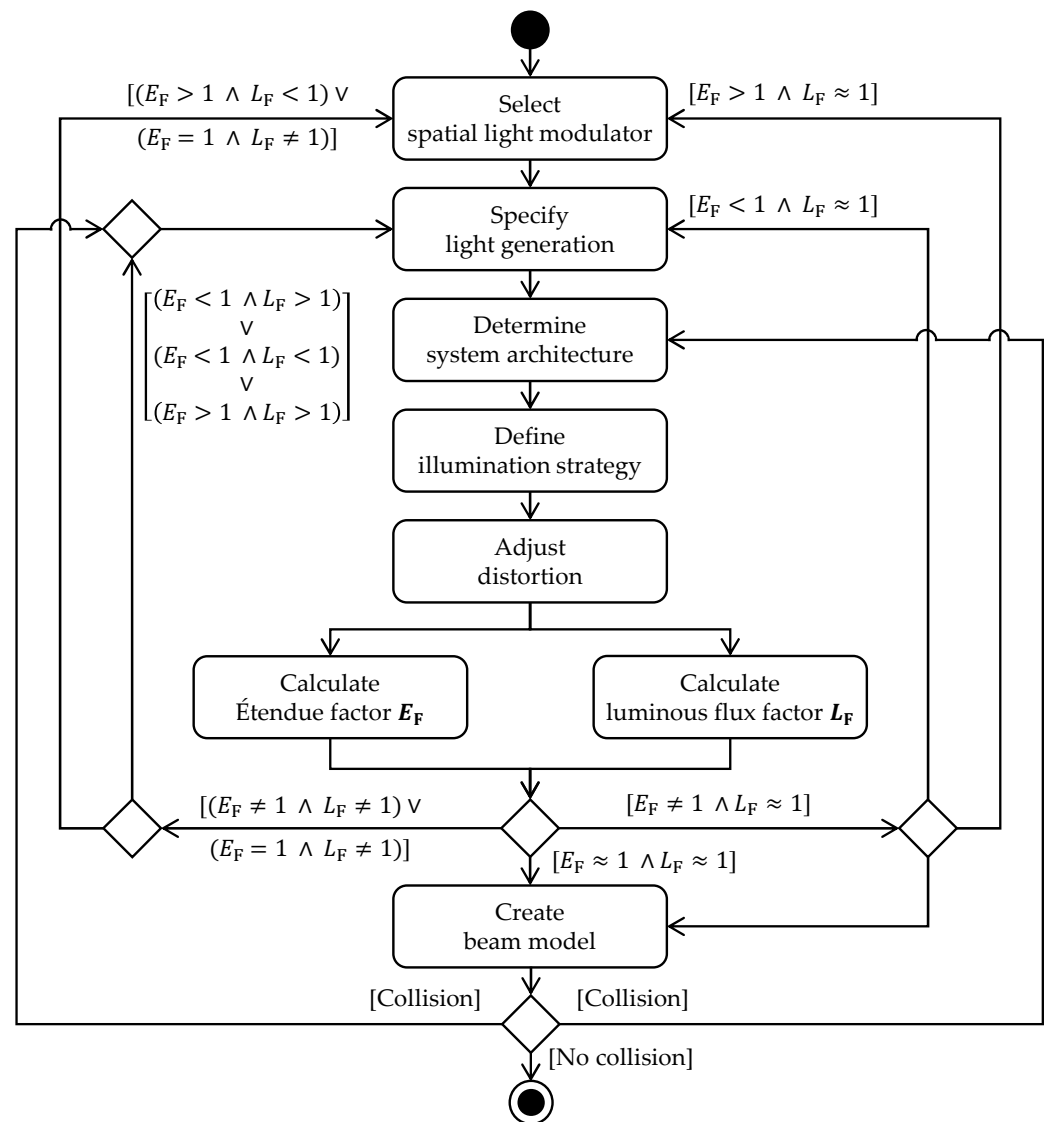 [(E_F > 1 ∧ L_F < 1) ∨
(E_F = 1 ∧ L_F ≠ 1)]
Select
spatial light modulator
[E_F > 1 ∧ L_F ≈ 1]
Specify
light generation
[E_F < 1 ∧ L_F ≈ 1]
[(E_F < 1 ∧ L_F > 1)
∨
(E_F < 1 ∧ L_F < 1)
∨
(E_F > 1 ∧ L_F > 1)]
Determine
system architecture
Define
illumination strategy
Adjust
distortion
Calculate
Étendue factor E_F
Calculate
luminous flux factor L_F
[(E_F ≠ 1 ∧ L_F ≠ 1) ∨
(E_F = 1 ∧ L_F ≠ 1)]
[E_F ≠ 1 ∧ L_F ≈ 1]
[E_F ≈ 1 ∧ L_F ≈ 1]
Create
beam model
[Collision]
[Collision]
[No collision]